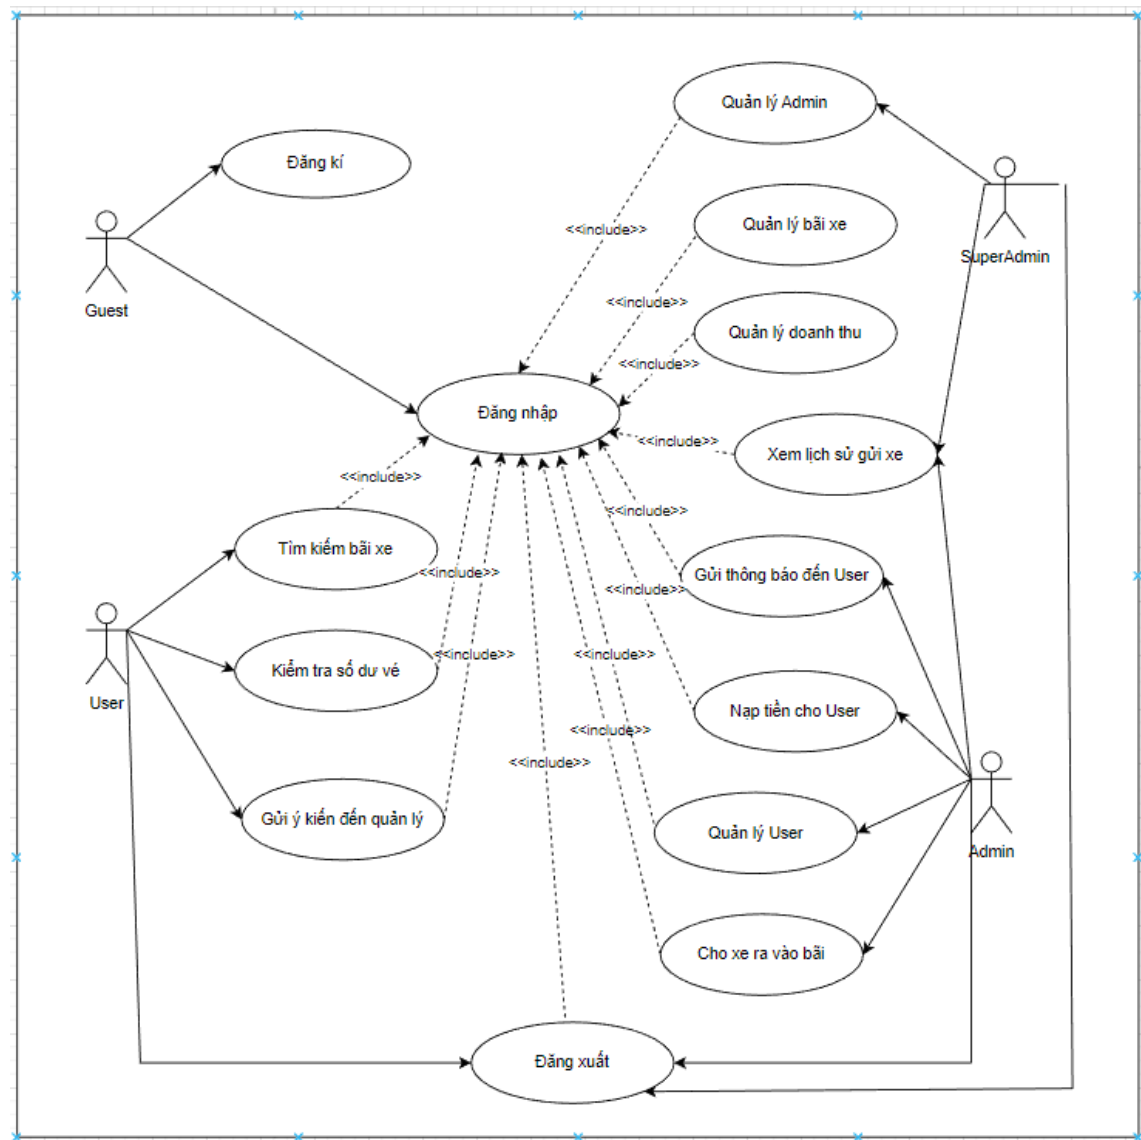 Quản lý Admin
Đăng kí
Quản lý bãi xe
<<include>>
SuperAdmin
Guest
<<include>>
Quản lý doanh thu
<<include>>
Đăng nhập
<<include>>
Xem lịch sử gửi xe
<<include>>
<<include>>
Tìm kiếm bãi xe
<<include>>
Gửi thông báo đến User
<<include>>
Kiểm tra số dư vé
<<include>>
<<include>>
User
Nạp tiền cho User
<<include>>
<<include>>
Gửi ý kiến đến quản lý
Quản lý User
Admin
Cho xe ra vào bãi
Đăng xuất